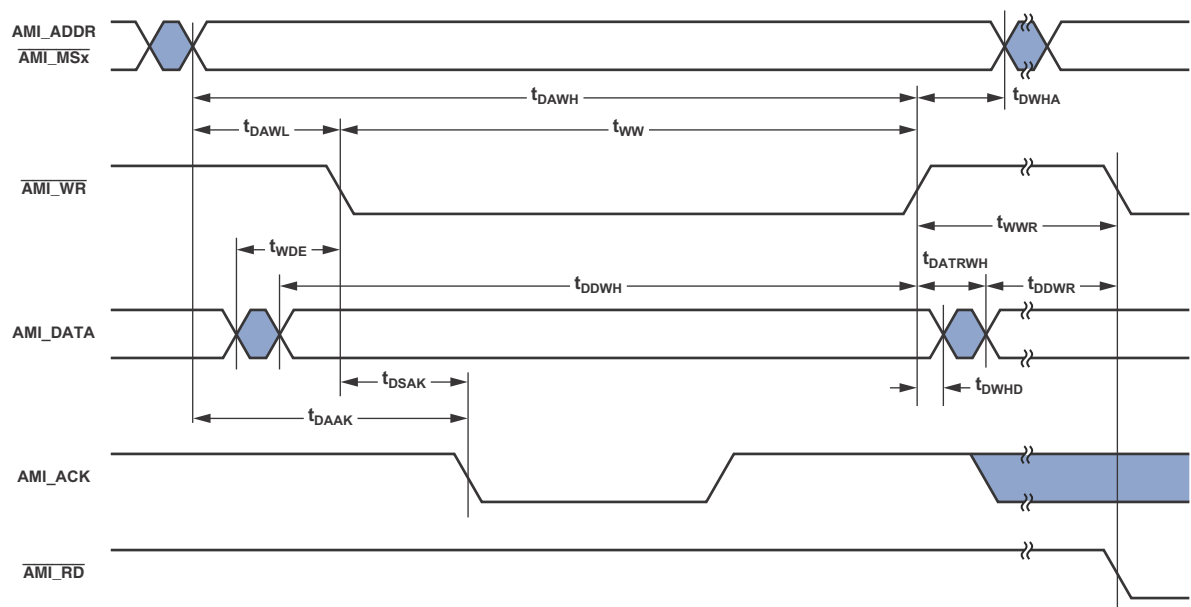 AMI_ADDR
AMI_MSx
tDAWH
tDWHA
tDAWL
tWW
AMI_WR
tWWR
tWDE
tDATRWH
tDDWH
tDDWR
AMI_DATA
tDSAK
tDWHD
tDAAK
AMI_ACK
AMI_RD